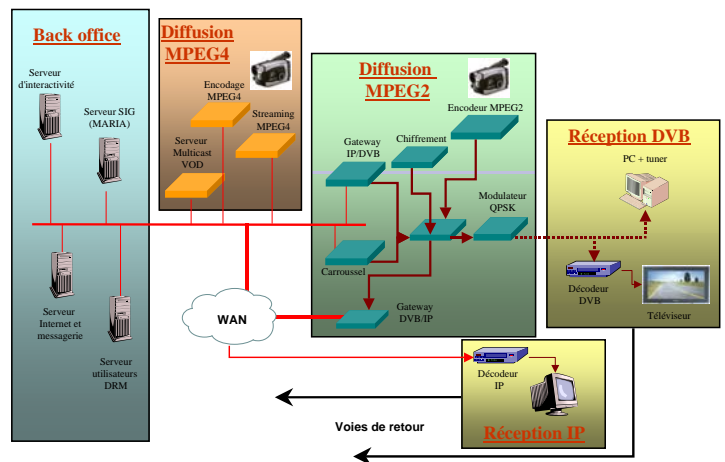 Back office
Serveur
d'interactivité
Serveur SIG
(MARIA)
Serveur
Internet et
messagerie
Serveur
utilisateurs
DRM
Diffusion
MPEG4
Encodage
MPEG4
Streaming
MPEG4
Serveur
Multicast
VOD
Diffusion
MPEG2
Encodeur MPEG2
Chiffrement
Gateway
IP/DVB
Modulateur
QPSK
Carroussel
Gateway
DVB/IP
WAN
Réception DVB
PC + tuner
Décodeur
DVB
Téléviseur
Décodeur
IP
Réception IP
Voies de retour